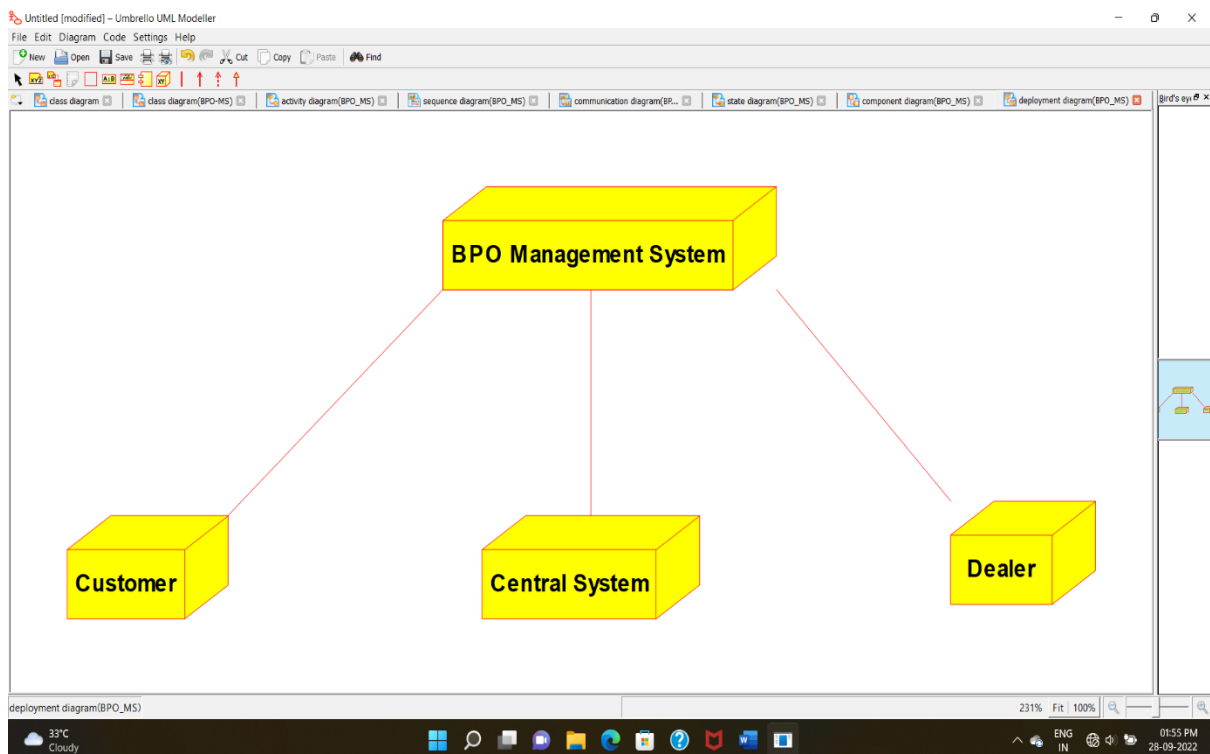 Untitled [modified] – Umbrello UML Modeller
File Edit Diagram Code Settings Help
New Open Save Cut Copy Paste Find
class diagram class diagram(BPO-MS) activity diagram(BPO_MS) sequence diagram(BPO_MS) communication diagram(BP... state diagram(BPO_MS) component diagram(BPO_MS) deployment diagram(BPO_MS) Bird's eye
BPO Management System
Customer
Central System
Dealer
deployment diagram(BPO_MS) 231% Fit 100%
33°C
Cloudy
ENG
IN
01:55 PM
28-09-2022